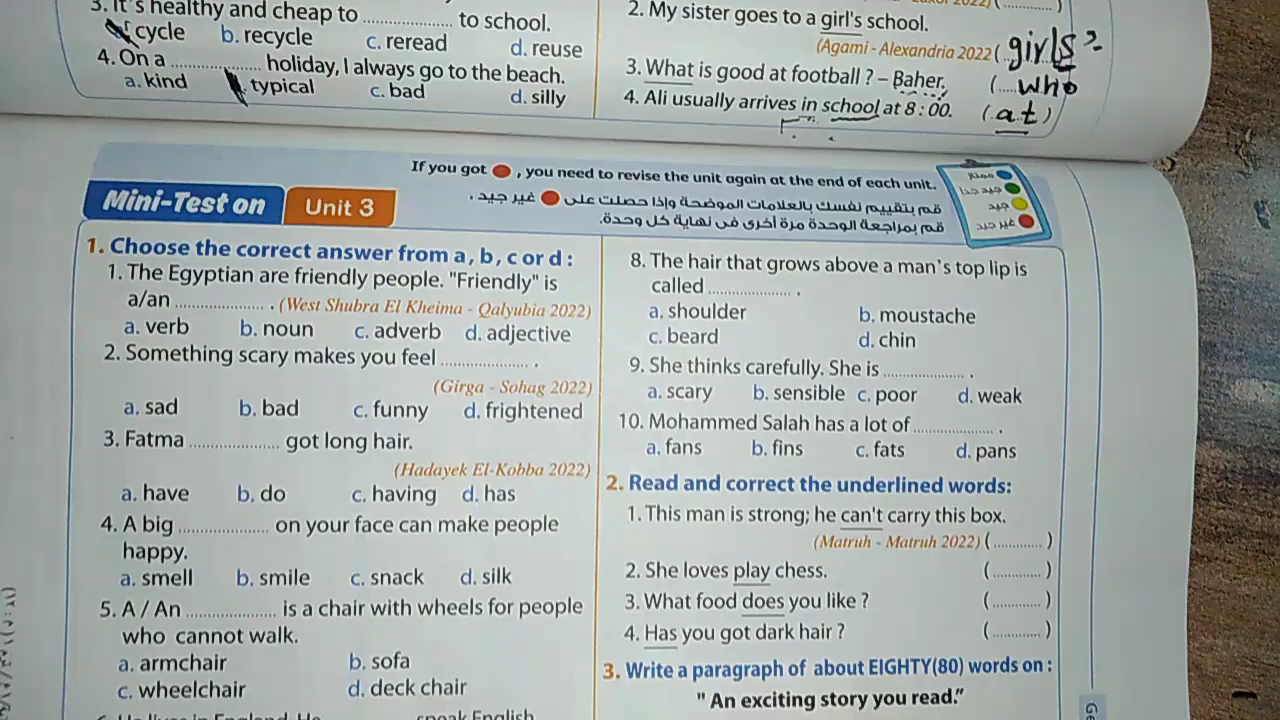 3. It's healthy and cheap to .................... to school.
a. cycle b. recycle c. reread d. reuse
4. On a .................... holiday, I always go to the beach.
a. kind typical c. bad d. silly
2. My sister goes to a girl's school.
(Agami - Alexandria 2022 ( girls' )
3. What is good at football ? – Baher. (.....who
4. Ali usually arrives in school at 8 : 00. ( at )
If you got 🔴 , you need to revise the unit again at the end of each unit.
قم بتقييم نفسك بالعلامات الموضحة وإذا حصلت على 🔴 غير جيد ،
قم بمراجعة الوحدة مرة أخرى فى نهاية كل وحدة.
ممتاز
جيد جدا
جيد
غير جيد
Mini-Test on Unit 3
1. Choose the correct answer from a, b, c or d :
1. The Egyptian are friendly people. "Friendly" is
a/an .................... . (West Shubra El Kheima - Qalyubia 2022)
a. verb b. noun c. adverb d. adjective
2. Something scary makes you feel .................... .
(Girga - Sohag 2022)
a. sad b. bad c. funny d. frightened
3. Fatma .................... got long hair.
(Hadayek El-Kobba 2022)
a. have b. do c. having d. has
4. A big .................... on your face can make people
happy.
a. smell b. smile c. snack d. silk
5. A / An .................... is a chair with wheels for people
who cannot walk.
a. armchair b. sofa
c. wheelchair d. deck chair
6. He lives in England. He .................... speak English
8. The hair that grows above a man's top lip is
called .................... .
a. shoulder b. moustache
c. beard d. chin
9. She thinks carefully. She is .................... .
a. scary b. sensible c. poor d. weak
10. Mohammed Salah has a lot of .................... .
a. fans b. fins c. fats d. pans
2. Read and correct the underlined words:
1. This man is strong; he can't carry this box.
(Matruh - Matruh 2022) (............)
2. She loves play chess. (............)
3. What food does you like ? (............)
4. Has you got dark hair ? (............)
3. Write a paragraph of about EIGHTY(80) words on :
" An exciting story you read."